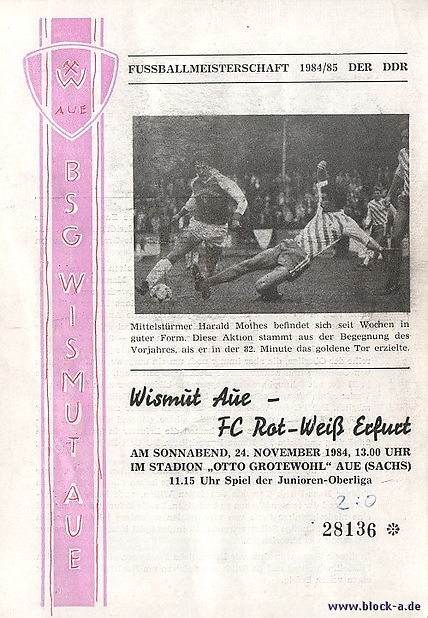 W
AUE
BSG WISMUT AUE
FUSSBALLMEISTERSCHAFT 1984/85 DER DDR
Mittelstürmer Harald Mothes befindet sich seit Wochen in
guter Form. Diese Aktion stammt aus der Begegnung des
Vorjahres, als er in der 82. Minute das goldene Tor erzielte.
Wismut Aue –
FC Rot-Weiß Erfurt
AM SONNABEND, 24. NOVEMBER 1984, 13.00 UHR
IM STADION „OTTO GROTEWOHL" AUE (SACHS)
11.15 Uhr Spiel der Junioren-Oberliga
2:0
28136 ❊
www.block-a.de